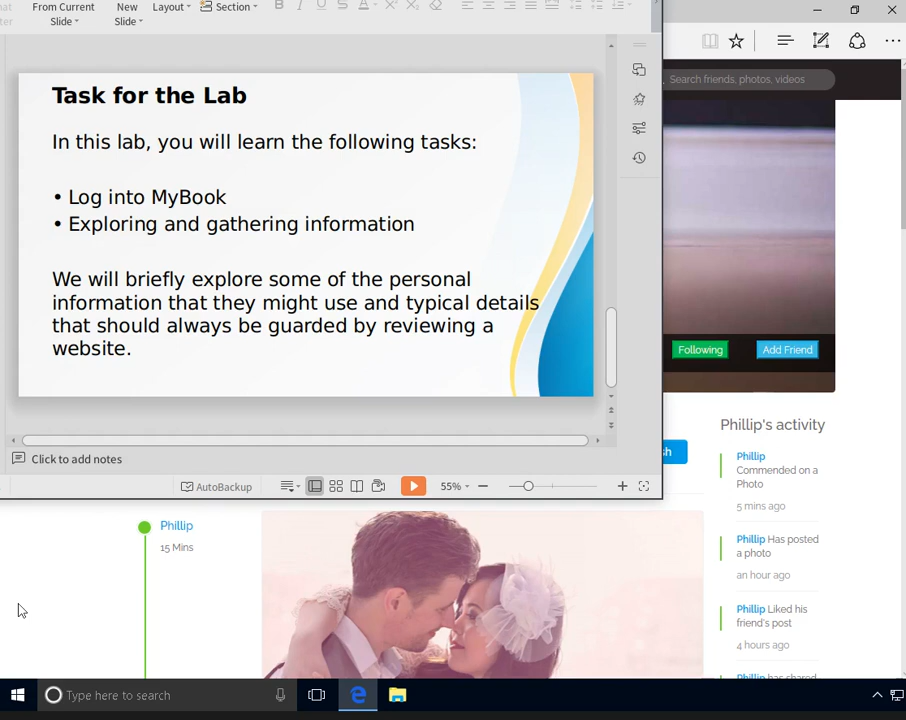 From Current
Slide
New
Slide
Layout
Section
B I U S A
Task for the Lab
In this lab, you will learn the following tasks:
• Log into MyBook
• Exploring and gathering information
We will briefly explore some of the personal
information that they might use and typical details
that should always be guarded by reviewing a
website.
Click to add notes
AutoBackup
55%
Search friends, photos, videos
Following
Add Friend
Phillip's activity
Phillip
Commended on a
Photo
5 mins ago
Phillip Has posted
a photo
an hour ago
Phillip Liked his
friend's post
4 hours ago
Phillip
15 Mins
Type here to search